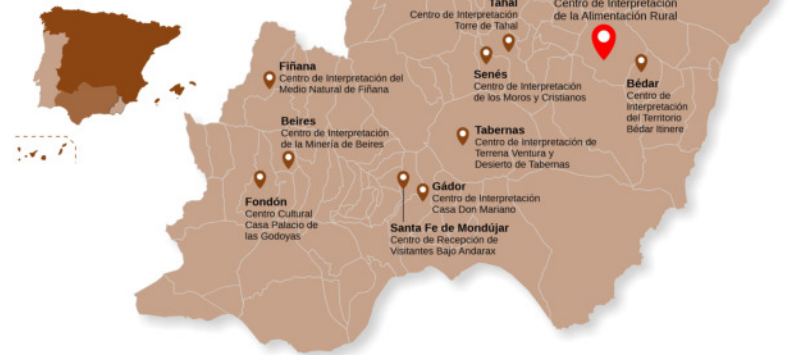 Tahal
Centro de Interpretación
Torre de Tahal
Centro de Interpretación
de la Alimentación Rural
Fiñana
Centro de Interpretación del
Medio Natural de Fiñana
Senés
Centro de Interpretación
de los Moros y Cristianos
Bédar
Centro de
Interpretación
del Territorio
Bédar Itinere
Beires
Centro de Interpretación
de la Minería de Beires
Tabernas
Centro de Interpretación de
Terrena Ventura y
Desierto de Tabernas
Gádor
Centro de Interpretación
Casa Don Mariano
Fondón
Centro Cultural
Casa Palacio de
las Godoyas
Santa Fe de Mondújar
Centro de Recepción de
Visitantes Bajo Andarax